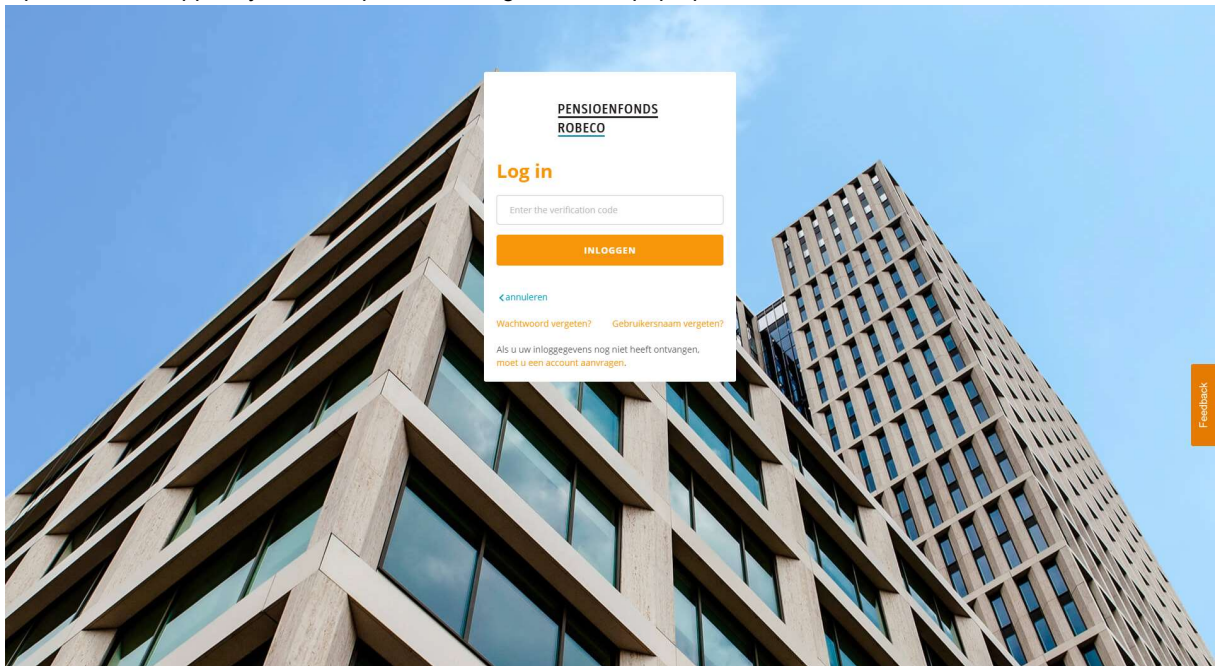 PENSIOENFONDS
ROBECO
Log in
Enter the verification code
INLOGGEN
annuleren
Wachtwoord vergeten? Gebruikersnaam vergeten?
Als u uw inloggegevens nog niet heeft ontvangen,
moet u een account aanvragen.
Feedback